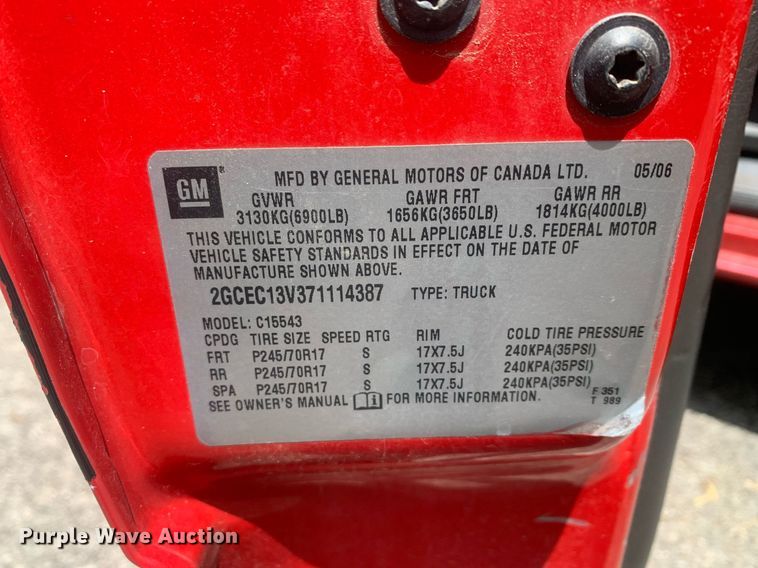 GM
MFD BY GENERAL MOTORS OF CANADA LTD. 05/06
GVWR GAWR FRT GAWR RR
3130KG(6900LB) 1656KG(3650LB) 1814KG(4000LB)
THIS VEHICLE CONFORMS TO ALL APPLICABLE U.S. FEDERAL MOTOR
VEHICLE SAFETY STANDARDS IN EFFECT ON THE DATE OF
MANUFACTURE SHOWN ABOVE.
2GCEC13V371114387 TYPE: TRUCK
MODEL: C15543
CPDG TIRE SIZE SPEED RTG RIM COLD TIRE PRESSURE
FRT P245/70R17 S 17X7.5J 240KPA(35PSI)
RR P245/70R17 S 17X7.5J 240KPA(35PSI)
SPA P245/70R17 S 17X7.5J 240KPA(35PSI)
SEE OWNER'S MANUAL FOR MORE INFORMATION.
F 351
T 989
Purple Wave Auction®